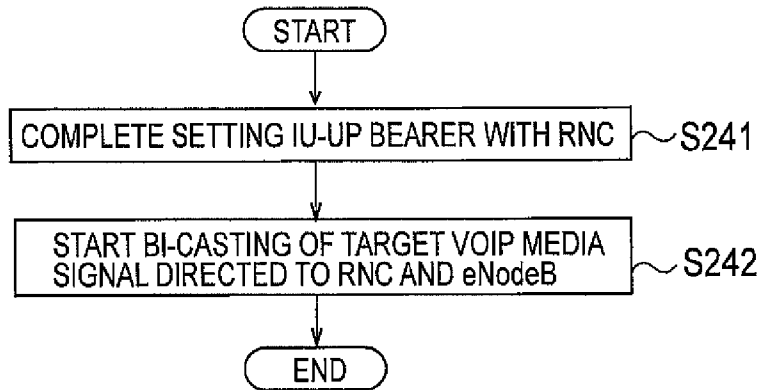 START
COMPLETE SETTING IU-UP BEARER WITH RNC
S241
START BI-CASTING OF TARGET VOIP MEDIA
SIGNAL DIRECTED TO RNC AND eNodeB
S242
END